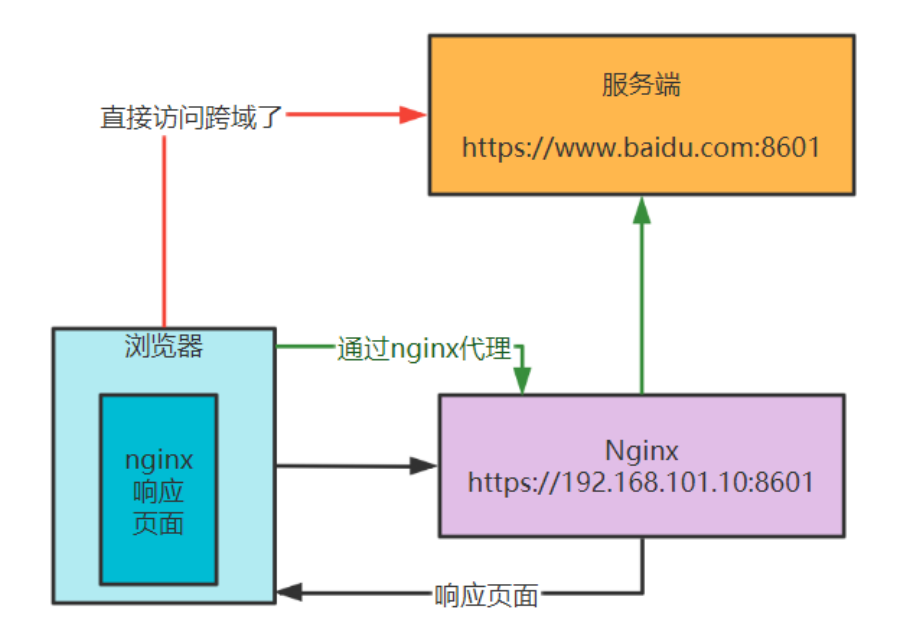 服务端
https://www.baidu.com:8601
直接访问跨域了
浏览器
通过nginx代理
nginx
响应
页面
Nginx
https://192.168.101.10:8601
响应页面